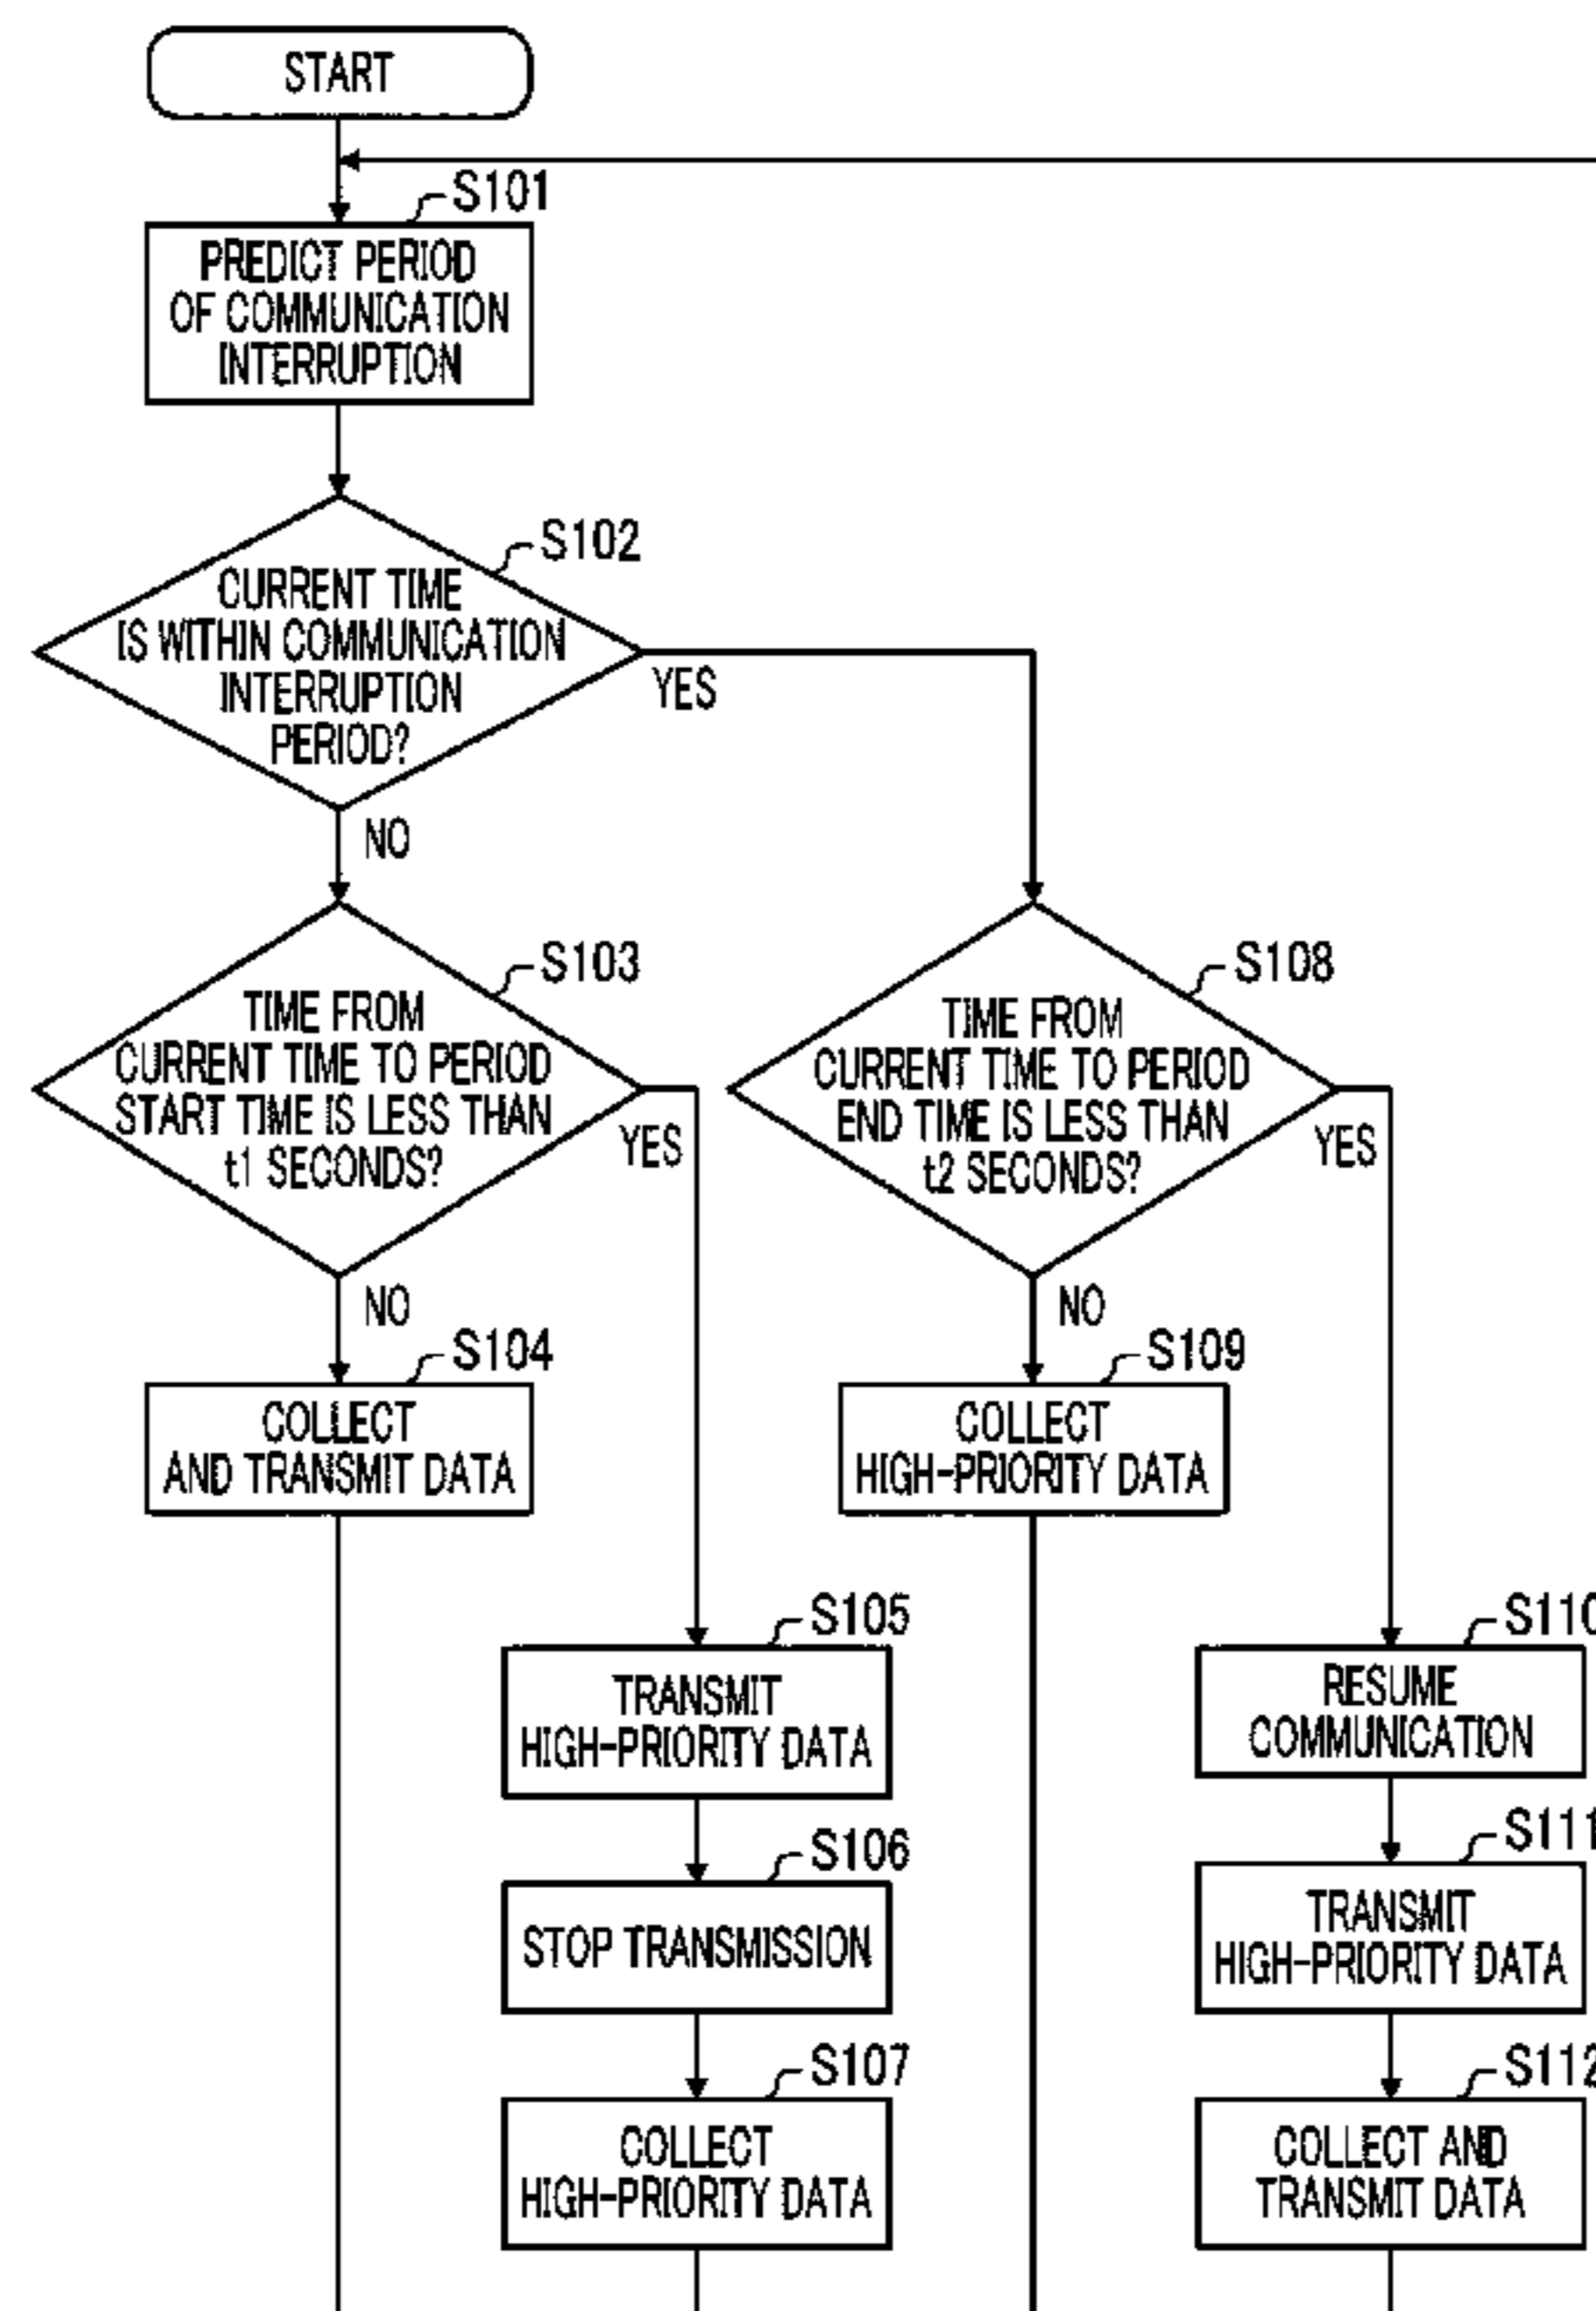 START
S101
PREDICT PERIOD
OF COMMUNICATION
INTERRUPTION
S102
CURRENT TIME
IS WITHIN COMMUNICATION
INTERRUPTION
PERIOD?
YES
NO
S103
TIME FROM
CURRENT TIME TO PERIOD
START TIME IS LESS THAN
t1 SECONDS?
YES
NO
S108
TIME FROM
CURRENT TIME TO PERIOD
END TIME IS LESS THAN
t2 SECONDS?
YES
NO
S104
COLLECT
AND TRANSMIT DATA
S109
COLLECT
HIGH-PRIORITY DATA
S105
TRANSMIT
HIGH-PRIORITY DATA
S110
RESUME
COMMUNICATION
S106
STOP TRANSMISSION
S111
TRANSMIT
HIGH-PRIORITY DATA
S107
COLLECT
HIGH-PRIORITY DATA
S112
COLLECT AND
TRANSMIT DATA